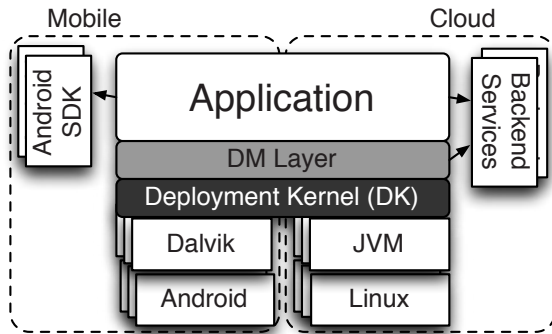 Mobile
Cloud
Android
SDK
Application
Backend
Services
DM Layer
Deployment Kernel (DK)
Dalvik
JVM
Android
Linux